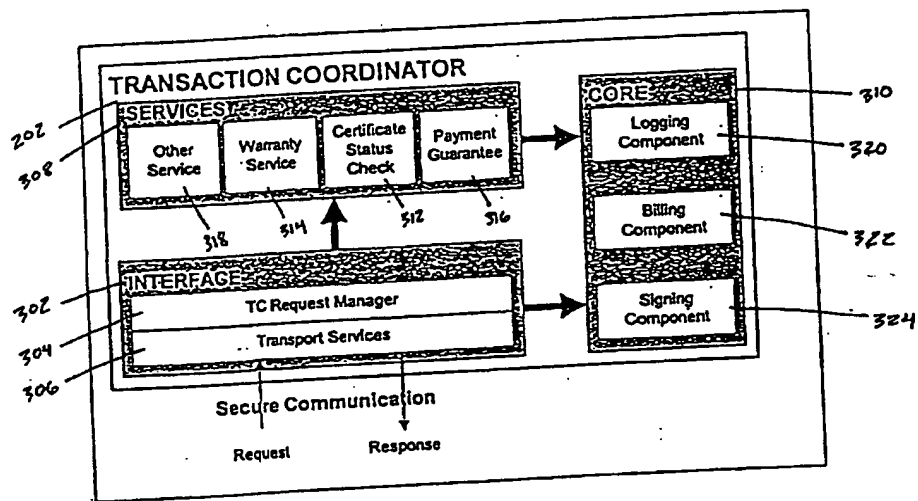 TRANSACTION COORDINATOR
202
308
SERVICES
Other
Service
Warranty
Service
Certificate
Status
Check
Payment
Guarantee
318
314
312
316
CORE
310
Logging
Component
320
Billing
Component
322
Signing
Component
324
302
INTERFACE
304
TC Request Manager
306
Transport Services
Secure Communication
Request
Response